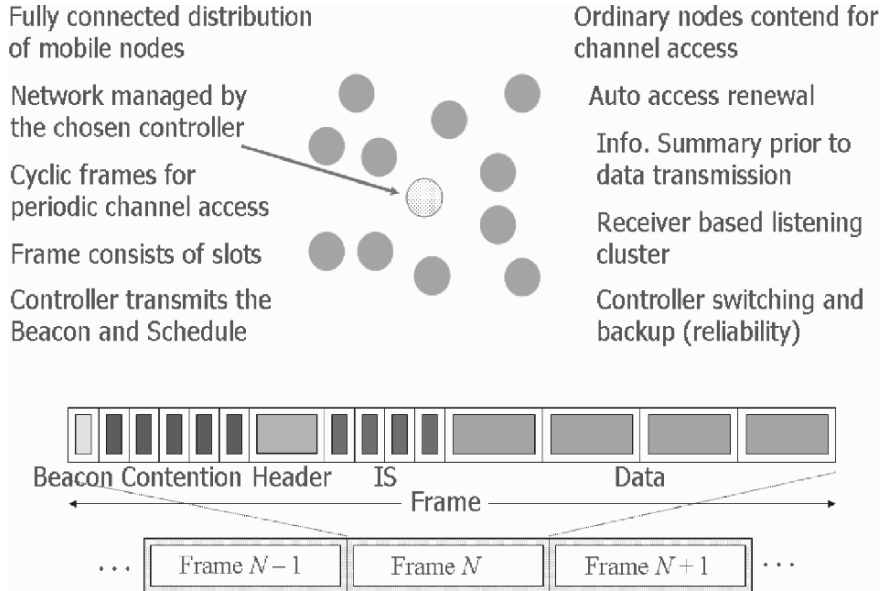 Fully connected distribution
of mobile nodes
Network managed by
the chosen controller
Cyclic frames for
periodic channel access
Frame consists of slots
Controller transmits the
Beacon and Schedule
Ordinary nodes contend for
channel access
Auto access renewal
Info. Summary prior to
data transmission
Receiver based listening
cluster
Controller switching and
backup (reliability)
Beacon Contention Header IS Data
Frame
... Frame N – 1 Frame N Frame N + 1 ...